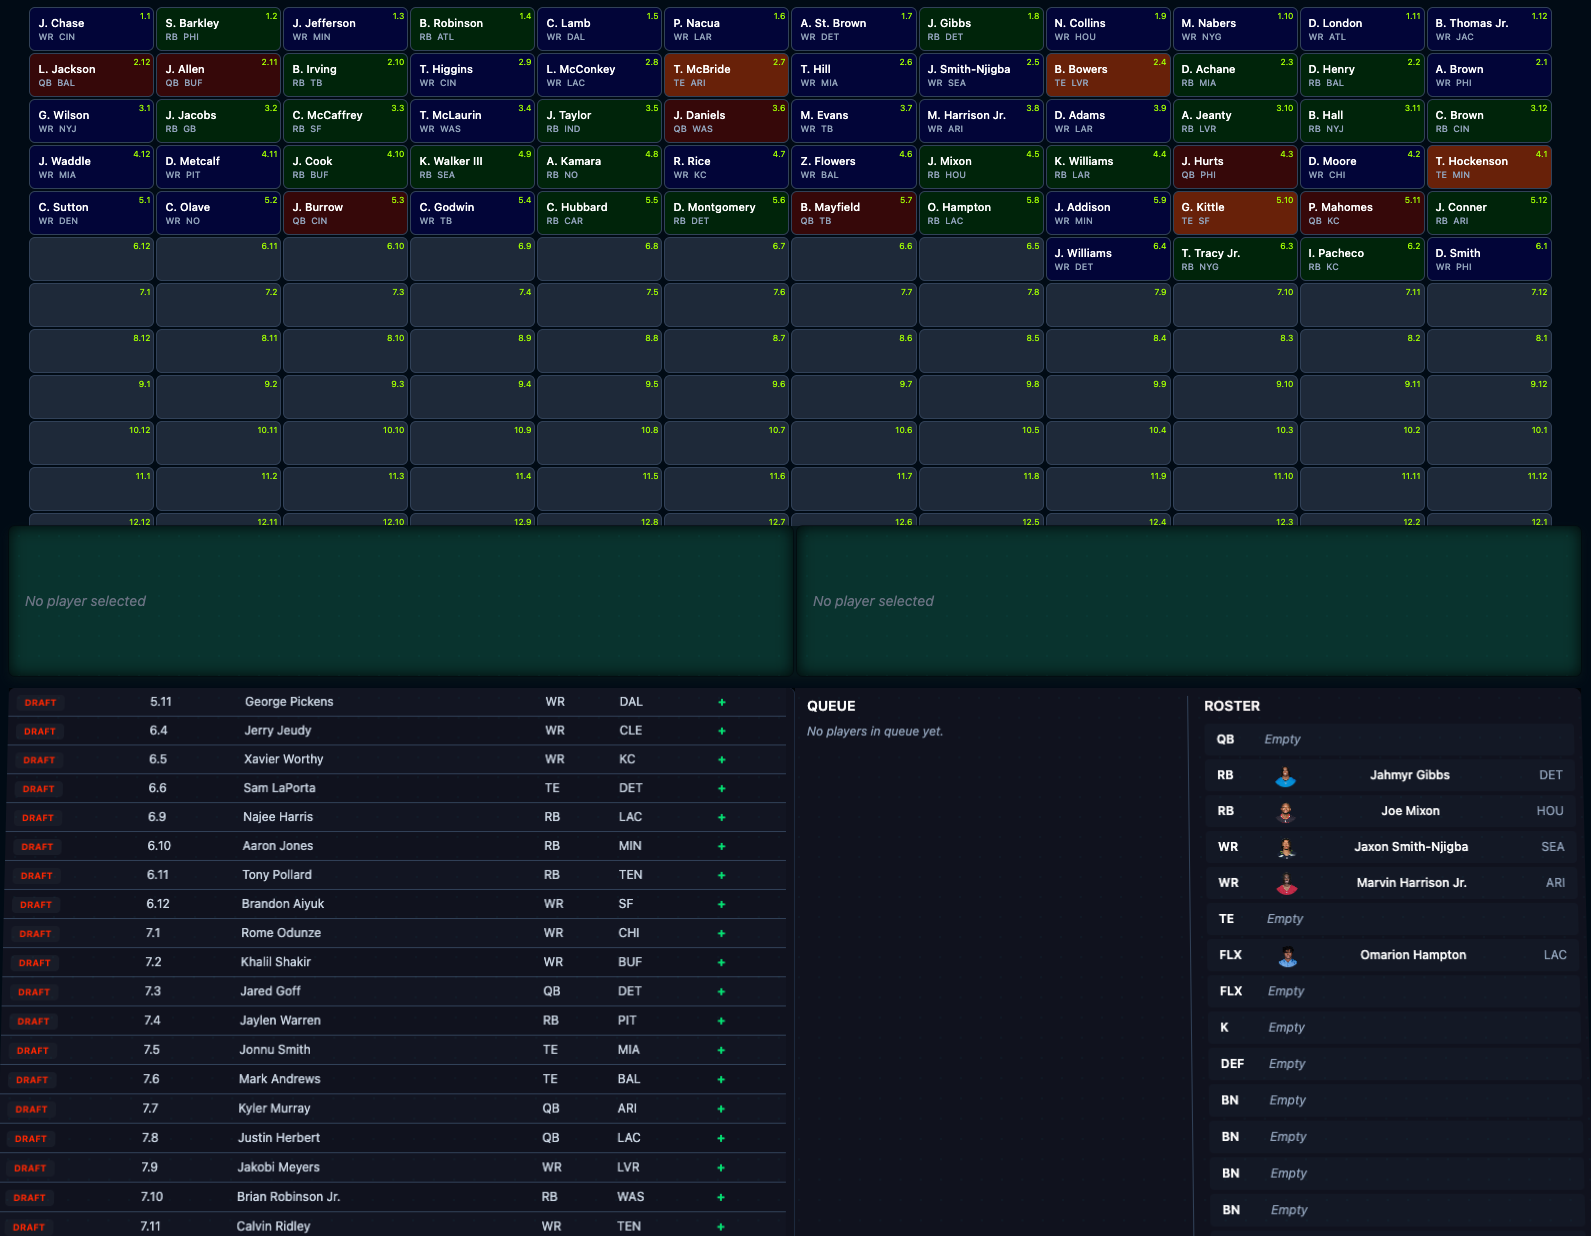 J. Chase 1.1 S. Barkley 1.2 J. Jefferson 1.3 B. Robinson 1.4 C. Lamb 1.5 P. Nacua 1.6 A. St. Brown 1.7 J. Gibbs 1.8 N. Collins 1.9 M. Nabers 1.10 D. London 1.11 B. Thomas Jr. 1.12
WR CIN RB PHI WR MIN RB ATL WR DAL WR LAR WR DET RB DET WR HOU WR NYG WR ATL WR JAC
L. Jackson 2.12 J. Allen 2.11 B. Irving 2.10 T. Higgins 2.9 L. McConkey 2.8 T. McBride 2.7 T. Hill 2.6 J. Smith-Njigba 2.5 B. Bowers 2.4 D. Achane 2.3 D. Henry 2.2 A. Brown 2.1
QB BAL QB BUF RB TB WR CIN WR LAC TE ARI WR MIA WR SEA TE LVR RB MIA RB BAL WR PHI
G. Wilson 3.1 J. Jacobs 3.2 C. McCaffrey 3.3 T. McLaurin 3.4 J. Taylor 3.5 J. Daniels 3.6 M. Evans 3.7 M. Harrison Jr. 3.8 D. Adams 3.9 A. Jeanty 3.10 B. Hall 3.11 C. Brown 3.12
WR NYJ RB GB RB SF WR WAS RB IND QB WAS WR TB WR ARI WR LAR RB LVR RB NYJ RB CIN
J. Waddle 4.12 D. Metcalf 4.11 J. Cook 4.10 K. Walker III 4.9 A. Kamara 4.8 R. Rice 4.7 Z. Flowers 4.6 J. Mixon 4.5 K. Williams 4.4 J. Hurts 4.3 D. Moore 4.2 T. Hockenson 4.1
WR MIA WR PIT RB BUF RB SEA RB NO WR KC WR BAL RB HOU RB LAR QB PHI WR CHI TE MIN
C. Sutton 5.1 C. Olave 5.2 J. Burrow 5.3 C. Godwin 5.4 C. Hubbard 5.5 D. Montgomery 5.6 B. Mayfield 5.7 O. Hampton 5.8 J. Addison 5.9 G. Kittle 5.10 P. Mahomes 5.11 J. Conner 5.12
WR DEN WR NO QB CIN WR TB RB CAR RB DET QB TB RB LAC WR MIN TE SF QB KC RB ARI
6.12 6.11 6.10 6.9 6.8 6.7 6.6 6.5 J. Williams 6.4 T. Tracy Jr. 6.3 I. Pacheco 6.2 D. Smith 6.1
WR DET RB NYG RB KC WR PHI
7.1 7.2 7.3 7.4 7.5 7.6 7.7 7.8 7.9 7.10 7.11 7.12
8.12 8.11 8.10 8.9 8.8 8.7 8.6 8.5 8.4 8.3 8.2 8.1
9.1 9.2 9.3 9.4 9.5 9.6 9.7 9.8 9.9 9.10 9.11 9.12
10.12 10.11 10.10 10.9 10.8 10.7 10.6 10.5 10.4 10.3 10.2 10.1
11.1 11.2 11.3 11.4 11.5 11.6 11.7 11.8 11.9 11.10 11.11 11.12
12.12 12.11 12.10 12.9 12.8 12.7 12.6 12.5 12.4 12.3 12.2 12.1
No player selected
No player selected
DRAFT 5.11 George Pickens WR DAL +
DRAFT 6.4 Jerry Jeudy WR CLE +
DRAFT 6.5 Xavier Worthy WR KC +
DRAFT 6.6 Sam LaPorta TE DET +
DRAFT 6.9 Najee Harris RB LAC +
DRAFT 6.10 Aaron Jones RB MIN +
DRAFT 6.11 Tony Pollard RB TEN +
DRAFT 6.12 Brandon Aiyuk WR SF +
DRAFT 7.1 Rome Odunze WR CHI +
DRAFT 7.2 Khalil Shakir WR BUF +
DRAFT 7.3 Jared Goff QB DET +
DRAFT 7.4 Jaylen Warren RB PIT +
DRAFT 7.5 Jonnu Smith TE MIA +
DRAFT 7.6 Mark Andrews TE BAL +
DRAFT 7.7 Kyler Murray QB ARI +
DRAFT 7.8 Justin Herbert QB LAC +
DRAFT 7.9 Jakobi Meyers WR LVR +
DRAFT 7.10 Brian Robinson Jr. RB WAS +
DRAFT 7.11 Calvin Ridley WR TEN +
QUEUE
No players in queue yet.
ROSTER
QB Empty
RB Jahmyr Gibbs DET
RB Joe Mixon HOU
WR Jaxon Smith-Njigba SEA
WR Marvin Harrison Jr. ARI
TE Empty
FLX Omarion Hampton LAC
FLX Empty
K Empty
DEF Empty
BN Empty
BN Empty
BN Empty
BN Empty